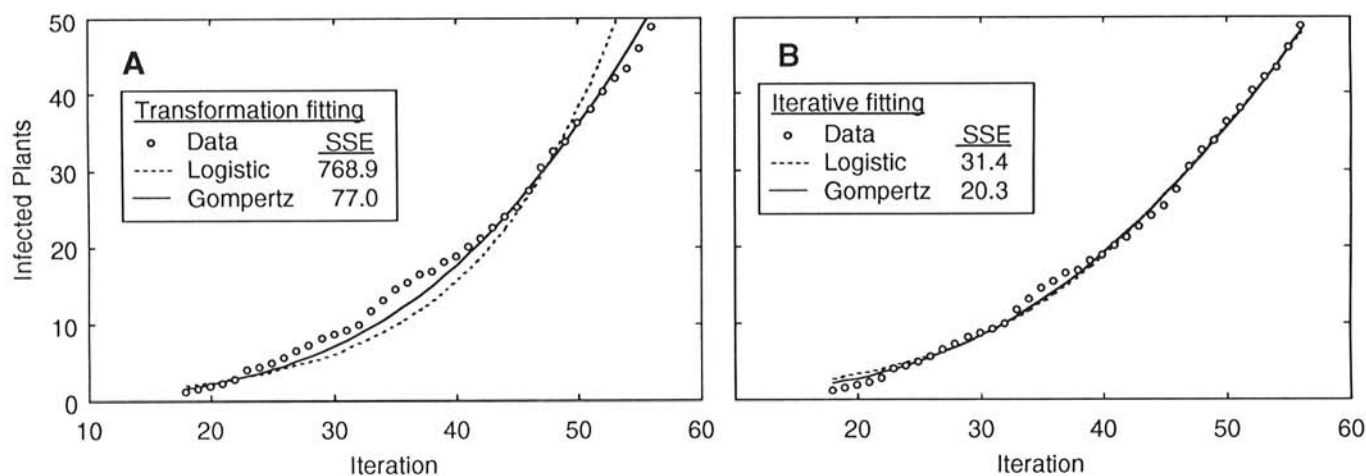 50
40
30
20
10
0
Infected Plants
A
Transformation fitting
Data SSE
Logistic 768.9
Gompertz 77.0
10 20 30 40 50 60
Iteration
B
Iterative fitting
Data SSE
Logistic 31.4
Gompertz 20.3
20 30 40 50 60
Iteration